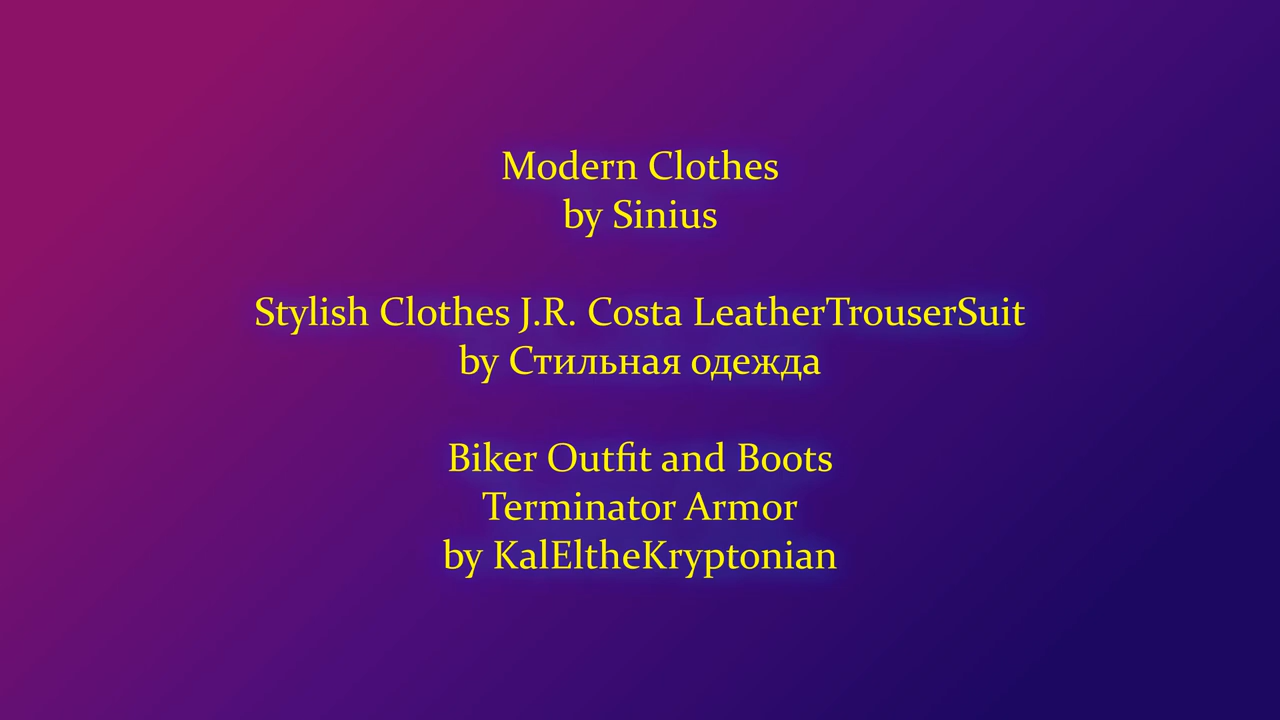 Modern Clothes
by Sinius
Stylish Clothes J.R. Costa LeatherTrouserSuit
by Стильная одежда
Biker Outfit and Boots
Terminator Armor
by KalEltheKryptonian